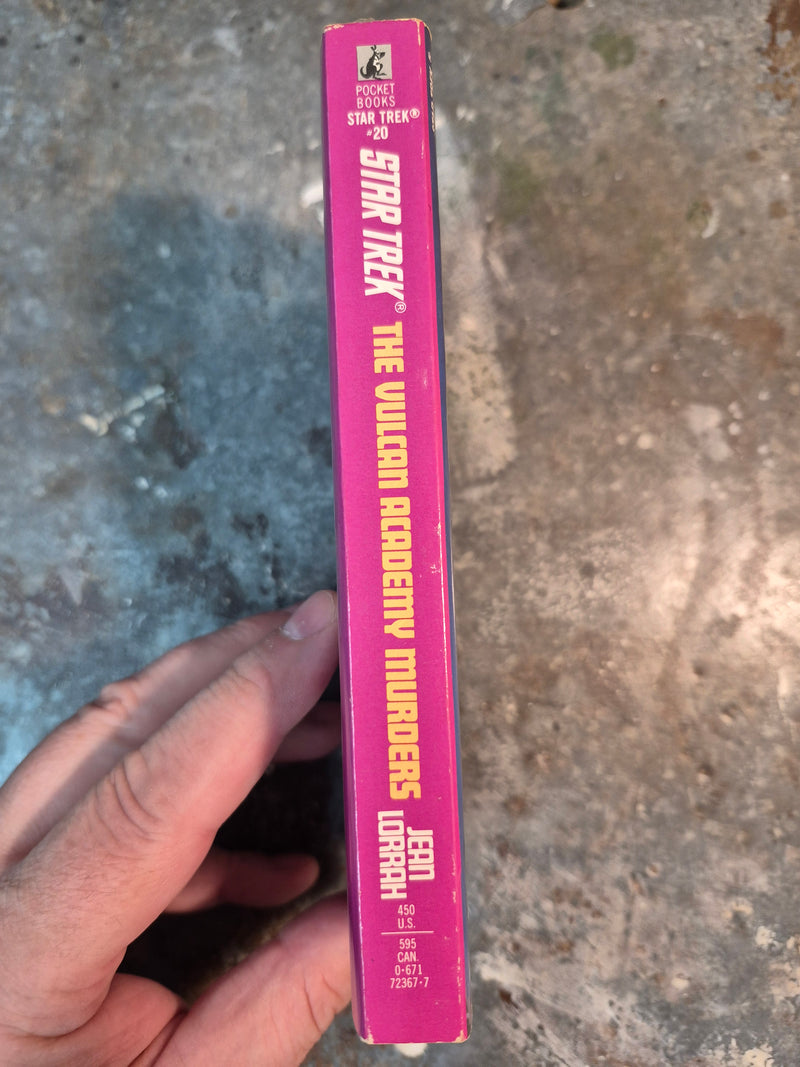 POCKET
BOOKS
STAR TREK®
#20
STAR TREK®
THE VULCAN ACADEMY MURDERS
JEAN
LORRAH
450
U.S.
595
CAN.
0-671
72367-7